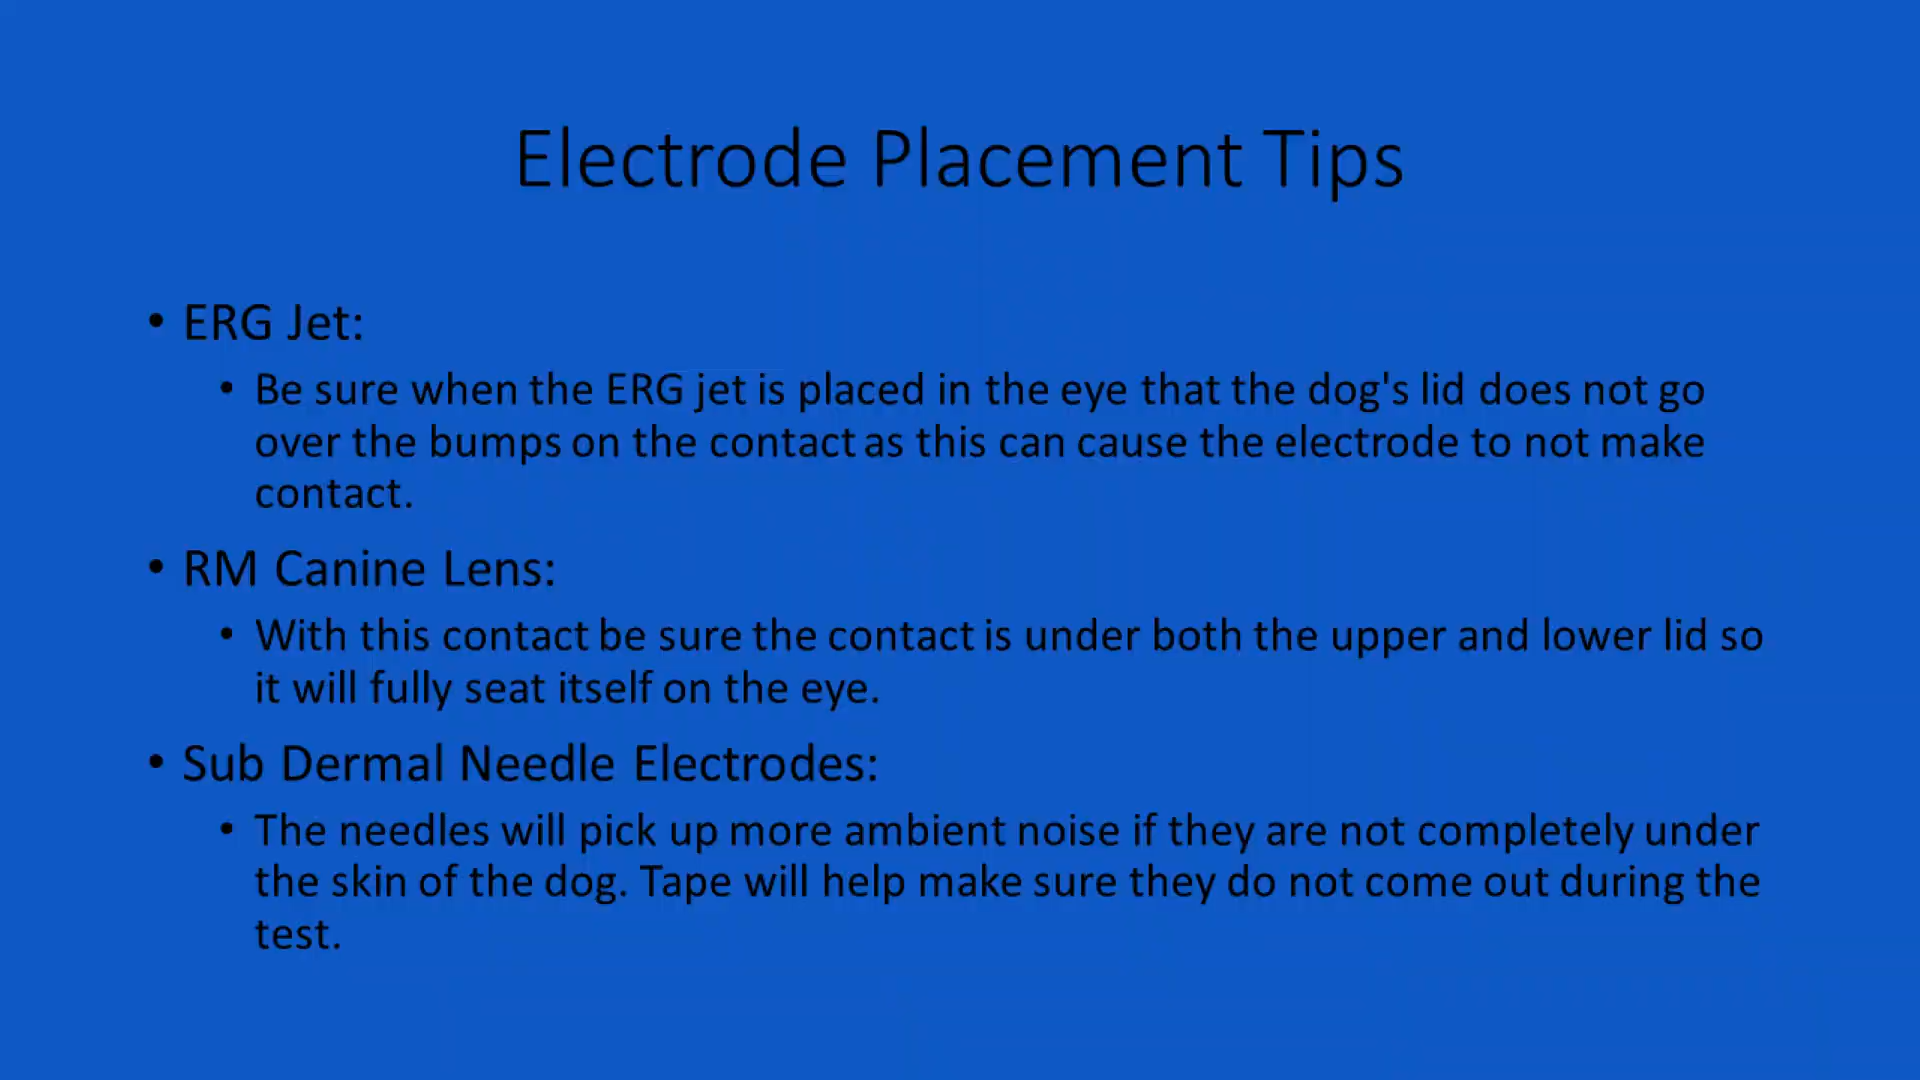 Electrode Placement Tips
• ERG Jet:
• Be sure when the ERG jet is placed in the eye that the dog's lid does not go
over the bumps on the contact as this can cause the electrode to not make
contact.
• RM Canine Lens:
• With this contact be sure the contact is under both the upper and lower lid so
it will fully seat itself on the eye.
• Sub Dermal Needle Electrodes:
• The needles will pick up more ambient noise if they are not completely under
the skin of the dog. Tape will help make sure they do not come out during the
test.